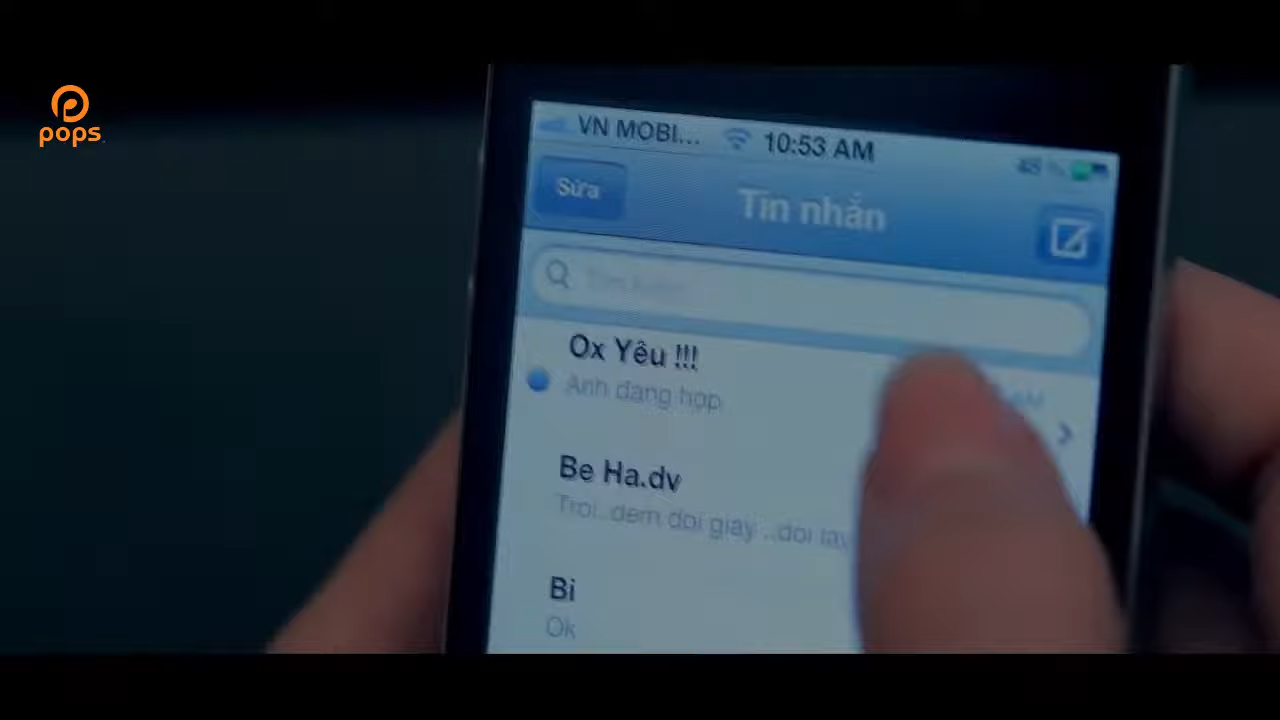 pops
VN MOBI... 10:53 AM
Sửa
Tin nhắn
Ox Yêu !!!
Anh dang hop
Be Ha.dv
Troi..dem doi giay ..doi
Bi
Ok